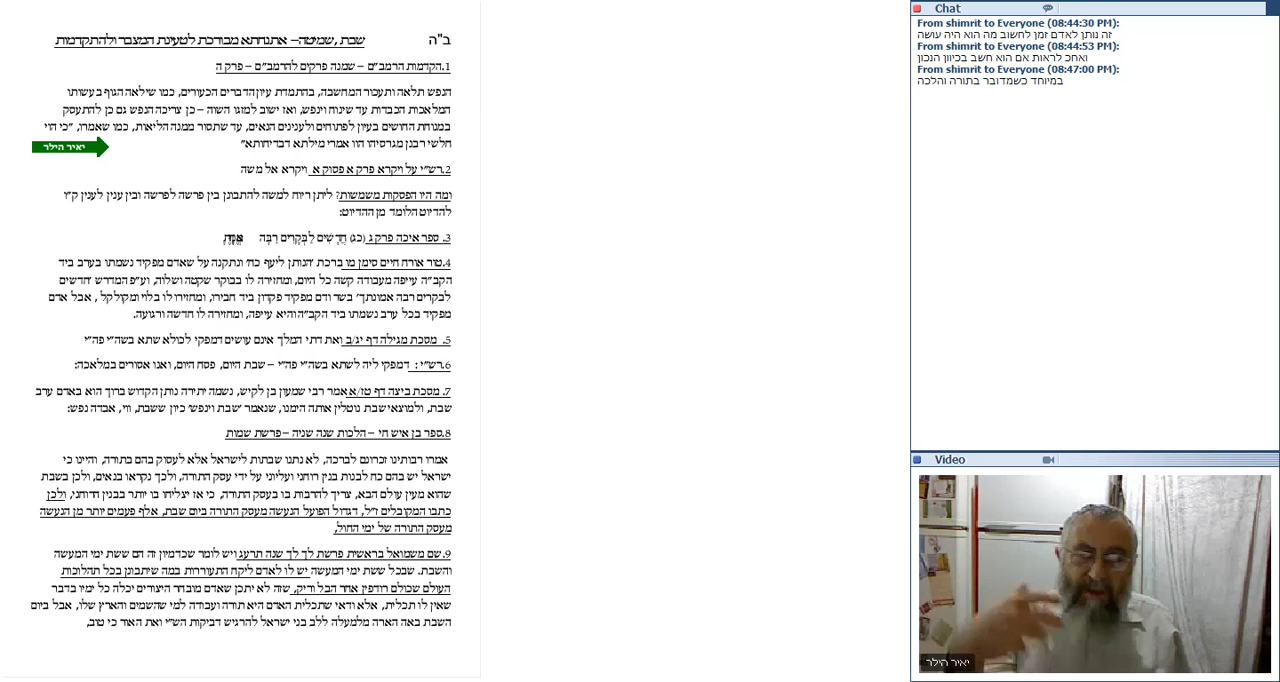 ב"ה
שבת ,שמיטה– אתנחתא מבורכת לטעינת המצבר ולהתקדמות
1.הקדמות הרמב"ם – שמנה פרקים להרמב"ם – פרק ה
הנפש תלאה ותעכור המחשבה, בהתמדת עיון הדברים הכעורים, כמו שילאה הגוף בעשותו
המלאכות הכבדות עד שינוח וינפש, ואז ישוב למזגו השוה – כן צריכה הנפש גם כן להתעסק
במנוחת החושים בעיון לפתוחים ולענינים הנאים, עד שתסור ממנה הליאות, כמו שאמרו, "כי הוי
חלשי רבנן מגרסיהו הוו אמרי מילתא דבדיחותא"
יאיר הילר
2.רש"י על ויקרא פרק א פסוק א ויקרא אל משה
ומה היו הפסקות משמשות? ליתן ריוח למשה להתבונן בין פרשה לפרשה ובין ענין לענין ק"ו
להדיוט הלומד מן ההדיוט:
3. ספר איכה פרק ג (כג) חֲדָשִׁים לַבְּקָרִים רַבָּה
4.טור אורח חיים סימן מו ברכת 'הנותן ליעף כח' ונתקנה על שאדם מפקיד נשמתו בערב ביד
הקב"ה עייפה מעבודה קשה כל היום, ומחזירה לו בבוקר שקטה ושלוה, וע"פ המדרש 'חדשים
לבקרים רבה אמונתך' בשר ודם מפקיד פקדון ביד חבירו, ומחזירו לו בלוי ומקולקל , אבל אדם
מפקיד בכל ערב נשמתו ביד הקב"ה והיא עייפה, ומחזירה לו חדשה ורגועה.
5. מסכת מגילה דף יג/ב ואת דתי המלך אינם עושים דמפקי לכולא שתא בשה"י פה"י
6.רש"י : דמפקי ליה לשתא בשה"י פה"י – שבת היום, פסח היום, ואנו אסורים במלאכה:
7. מסכת ביצה דף טז/א אמר רבי שמעון בן לקיש, נשמה יתירה נותן הקדוש ברוך הוא באדם ערב
שבת, ולמוצאי שבת נוטלין אותה הימנו, שנאמר 'שבת וינפש' כיון ששבת, ווי, אבדה נפש:
8.ספר בן איש חי – הלכות שנה שניה – פרשת שמות
אמרו רבותינו זכרונם לברכה, לא נתנו שבתות לישראל אלא לעסוק בהם בתורה, והיינו כי
ישראל יש בהם כח לבנות בנין רוחני ועליוני על ידי עסק התורה, ולכך נקראו בנאים, ולכן בשבת
שהוא מעין עולם הבא, צריך להרבות בו בעסק התורה, כי אז יצליחו בו יותר בבנין הרוחני, ולכן
כתבו המקובלים ז"ל, דגדול הפועל הנעשה מעסק התורה ביום שבת, אלף פעמים יותר מן הנעשה
מעסק התורה של ימי החול,
9.שם משמואל בראשית פרשת לך לך שנה תרעג ויש לומר שכדמיון זה הם ששת ימי המעשה
והשבת. שבכל ששת ימי המעשה יש לו לאדם ליקח התעוררות במה שיתבונן בכל תהלוכות
העולם שכולם רודפין אחר הבל וריק, שזה לא יתכן שאדם מובחר היצורים יכלה כל ימיו בדבר
שאין לו תכלית, אלא ודאי שתכלית האדם היא תורה ועבודה למי שהשמים והארץ שלו, אבל ביום
השבת באה הארה מלמעלה ללב בני ישראל להרגיש דביקות השי"י ואת האור כי טוב,
Chat
From shimrit to Everyone (08:44:30 PM):
זה נותן לאדם זמן לחשוב מה הוא היה עושה
From shimrit to Everyone (08:44:53 PM):
ואחכ לראות אם הוא חשב בכיוון הנכון
From shimrit to Everyone (08:47:00 PM):
במיוחד כשמדובר בתורה והלכה
Video
יאיר הילר